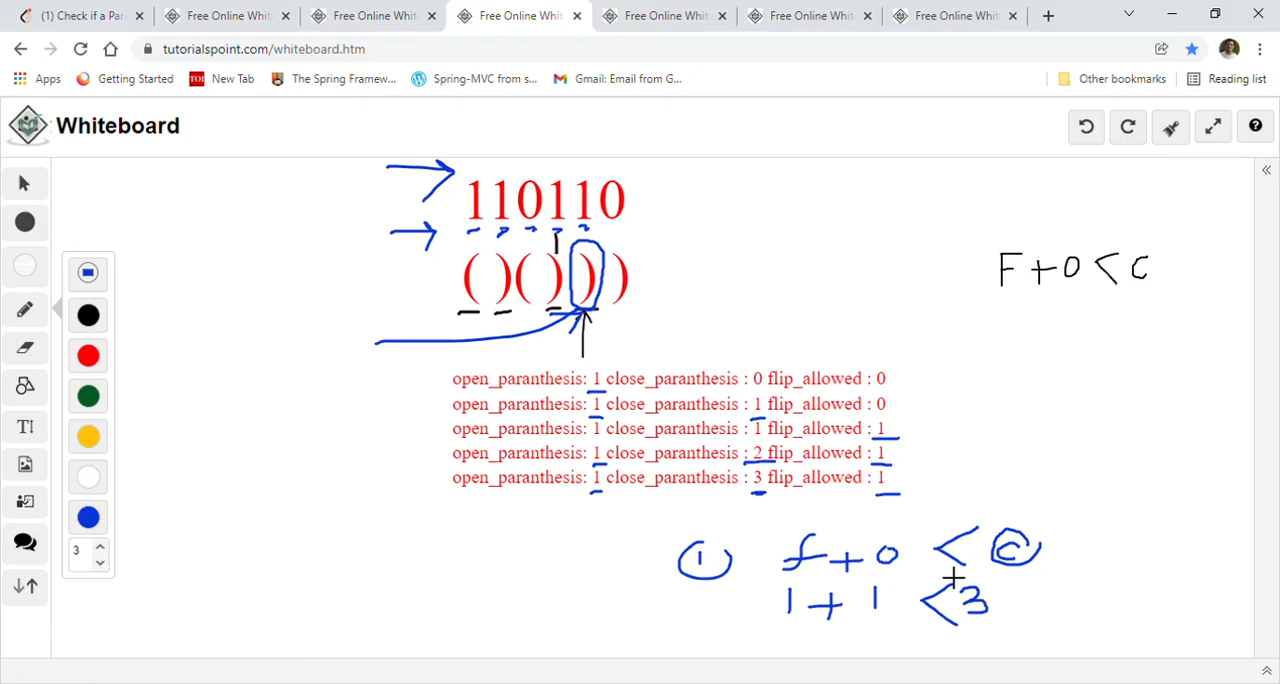 (1) Check if a Par
Free Online Whit
Free Online Whit
Free Online Whit
Free Online Whit
Free Online Whit
Free Online Whit
tutorialspoint.com/whiteboard.htm
Apps
Getting Started
TOI New Tab
The Spring Framew...
Spring-MVC from s...
Gmail: Email from G...
Other bookmarks
Reading list
Whiteboard
110110
()()))
F+O<C
open_paranthesis: 1 close_paranthesis : 0 flip_allowed : 0
open_paranthesis: 1 close_paranthesis : 1 flip_allowed : 0
open_paranthesis: 1 close_paranthesis : 1 flip_allowed : 1
open_paranthesis: 1 close_paranthesis : 2 flip_allowed : 1
open_paranthesis: 1 close_paranthesis : 3 flip_allowed : 1
3
1 f+o < c
1+1 <3